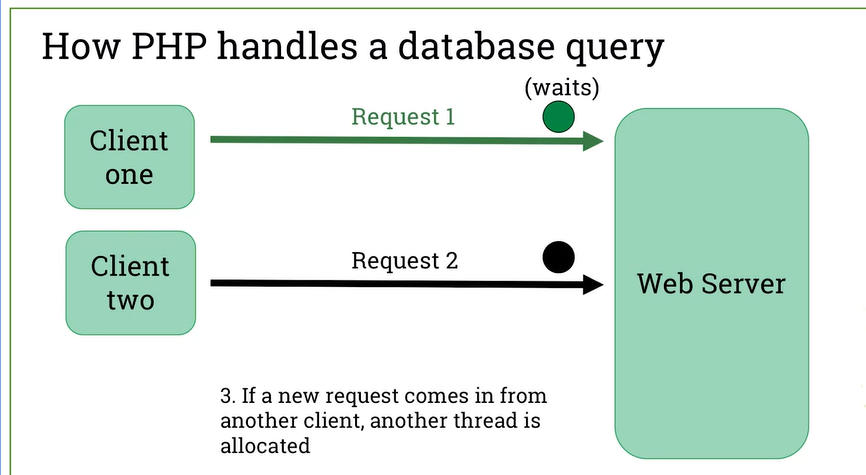 How PHP handles a database query
(waits)
Request 1
Client
one
Request 2
Client
two
Web Server
3. If a new request comes in from
another client, another thread is
allocated